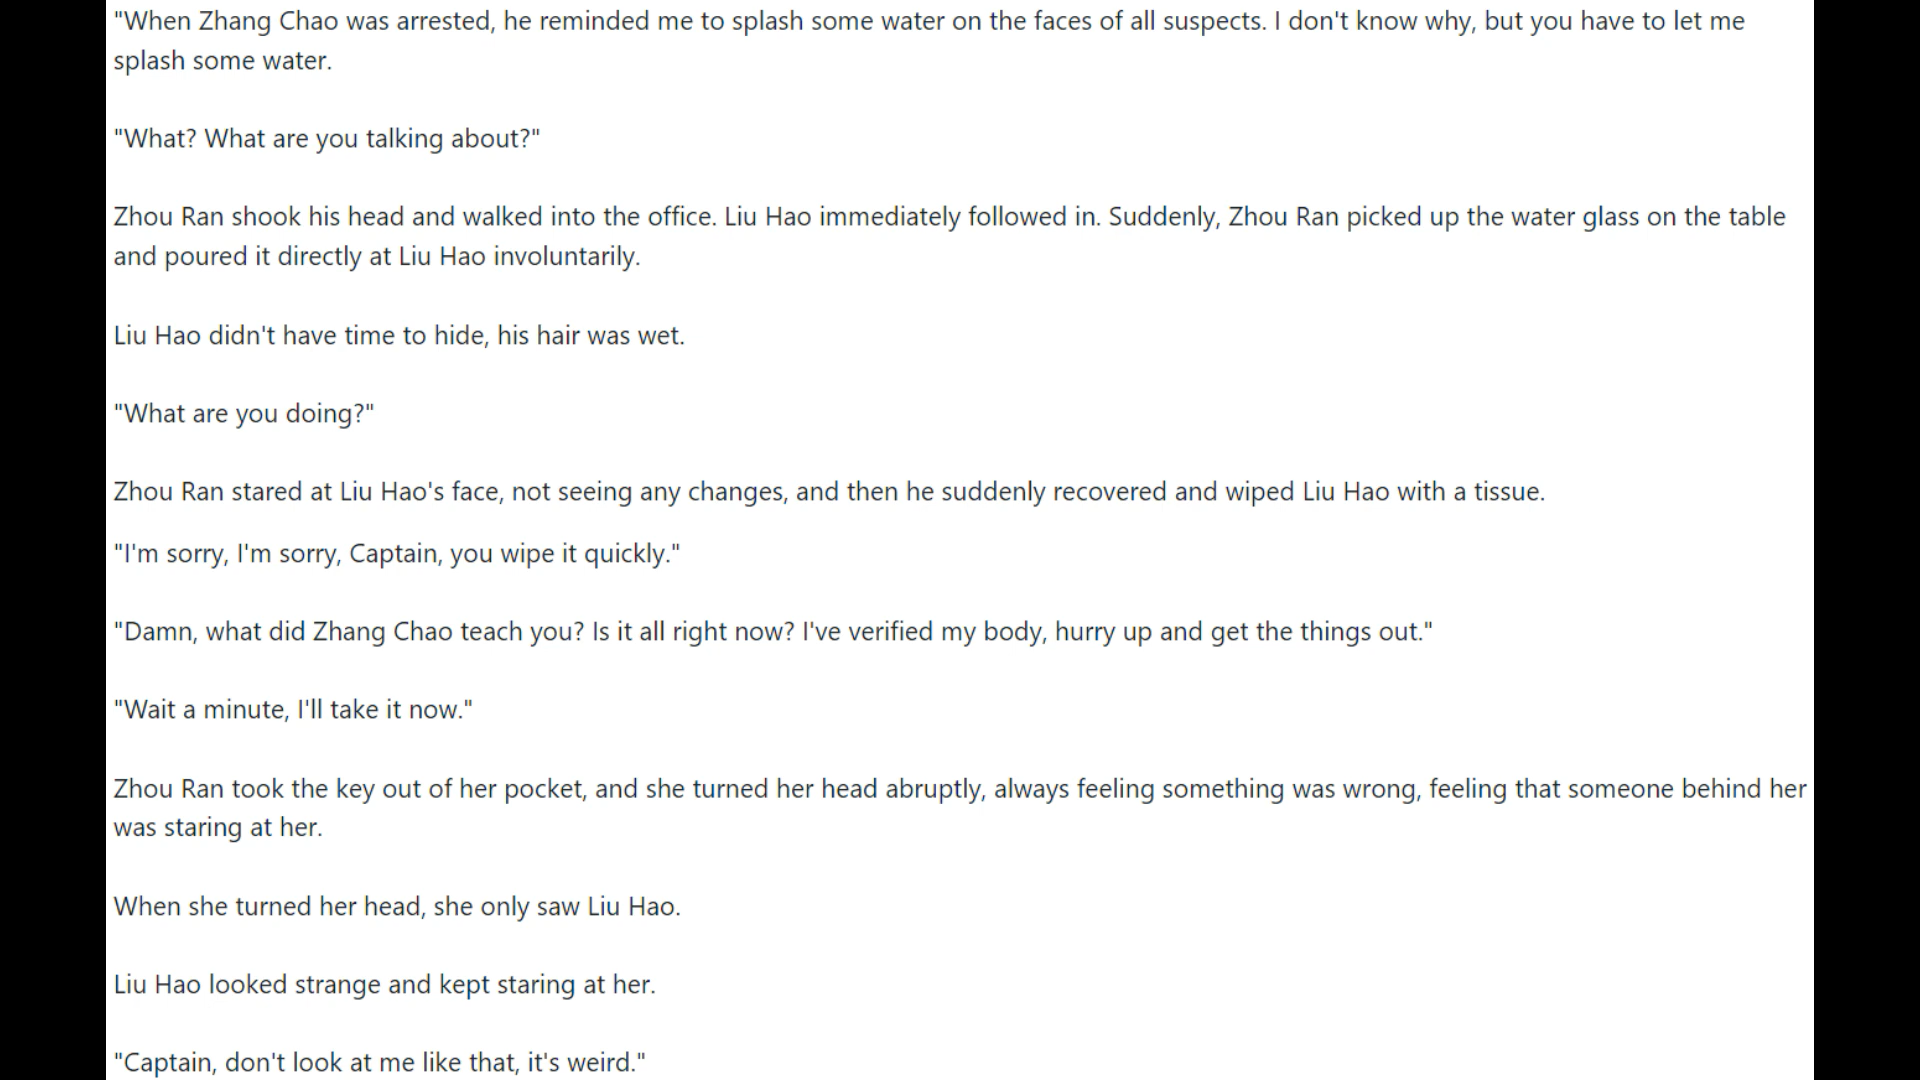 "When Zhang Chao was arrested, he reminded me to splash some water on the faces of all suspects. I don't know why, but you have to let me
splash some water.
"What? What are you talking about?"
Zhou Ran shook his head and walked into the office. Liu Hao immediately followed in. Suddenly, Zhou Ran picked up the water glass on the table
and poured it directly at Liu Hao involuntarily.
Liu Hao didn't have time to hide, his hair was wet.
"What are you doing?"
Zhou Ran stared at Liu Hao's face, not seeing any changes, and then he suddenly recovered and wiped Liu Hao with a tissue.
"I'm sorry, I'm sorry, Captain, you wipe it quickly."
"Damn, what did Zhang Chao teach you? Is it all right now? I've verified my body, hurry up and get the things out."
"Wait a minute, I'll take it now."
Zhou Ran took the key out of her pocket, and she turned her head abruptly, always feeling something was wrong, feeling that someone behind her
was staring at her.
When she turned her head, she only saw Liu Hao.
Liu Hao looked strange and kept staring at her.
"Captain, don't look at me like that, it's weird."